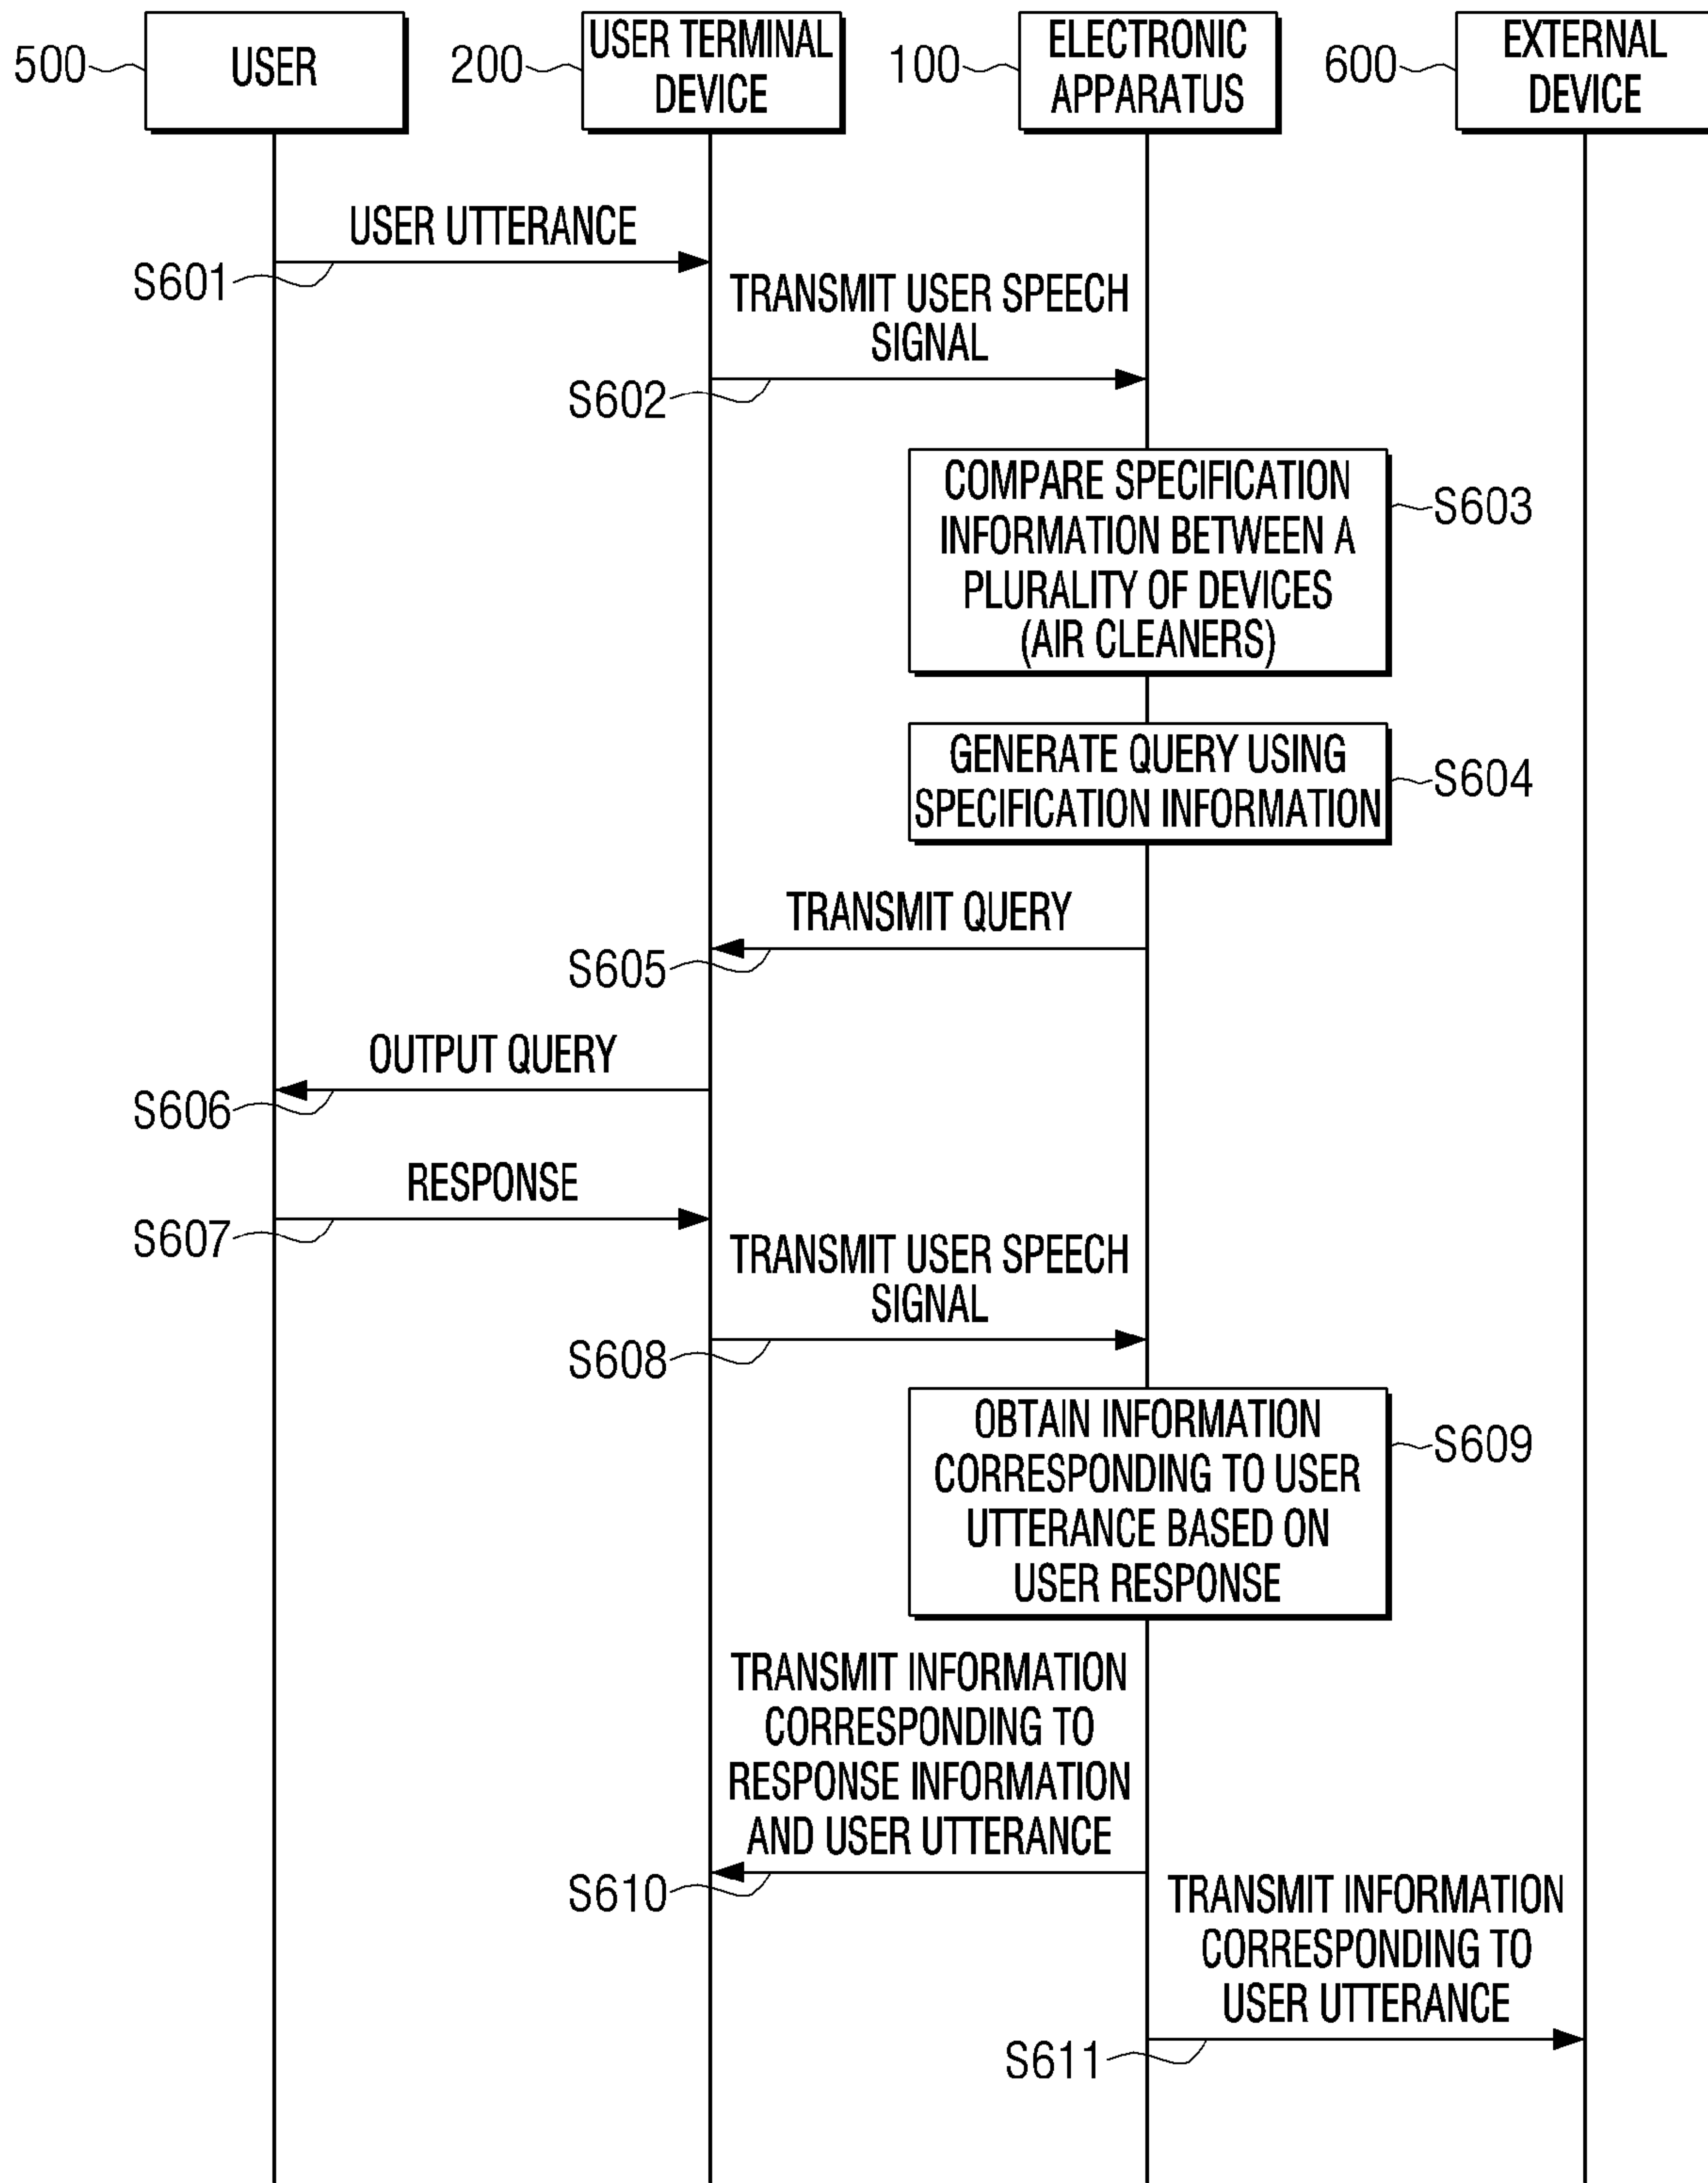 500
USER
200
USER TERMINAL
DEVICE
100
ELECTRONIC
APPARATUS
600
EXTERNAL
DEVICE
USER UTTERANCE
S601
TRANSMIT USER SPEECH
SIGNAL
S602
COMPARE SPECIFICATION
INFORMATION BETWEEN A
PLURALITY OF DEVICES
(AIR CLEANERS)
S603
GENERATE QUERY USING
SPECIFICATION INFORMATION
S604
TRANSMIT QUERY
S605
OUTPUT QUERY
S606
RESPONSE
S607
TRANSMIT USER SPEECH
SIGNAL
S608
OBTAIN INFORMATION
CORRESPONDING TO USER
UTTERANCE BASED ON
USER RESPONSE
S609
TRANSMIT INFORMATION
CORRESPONDING TO
RESPONSE INFORMATION
AND USER UTTERANCE
S610
TRANSMIT INFORMATION
CORRESPONDING TO
USER UTTERANCE
S611